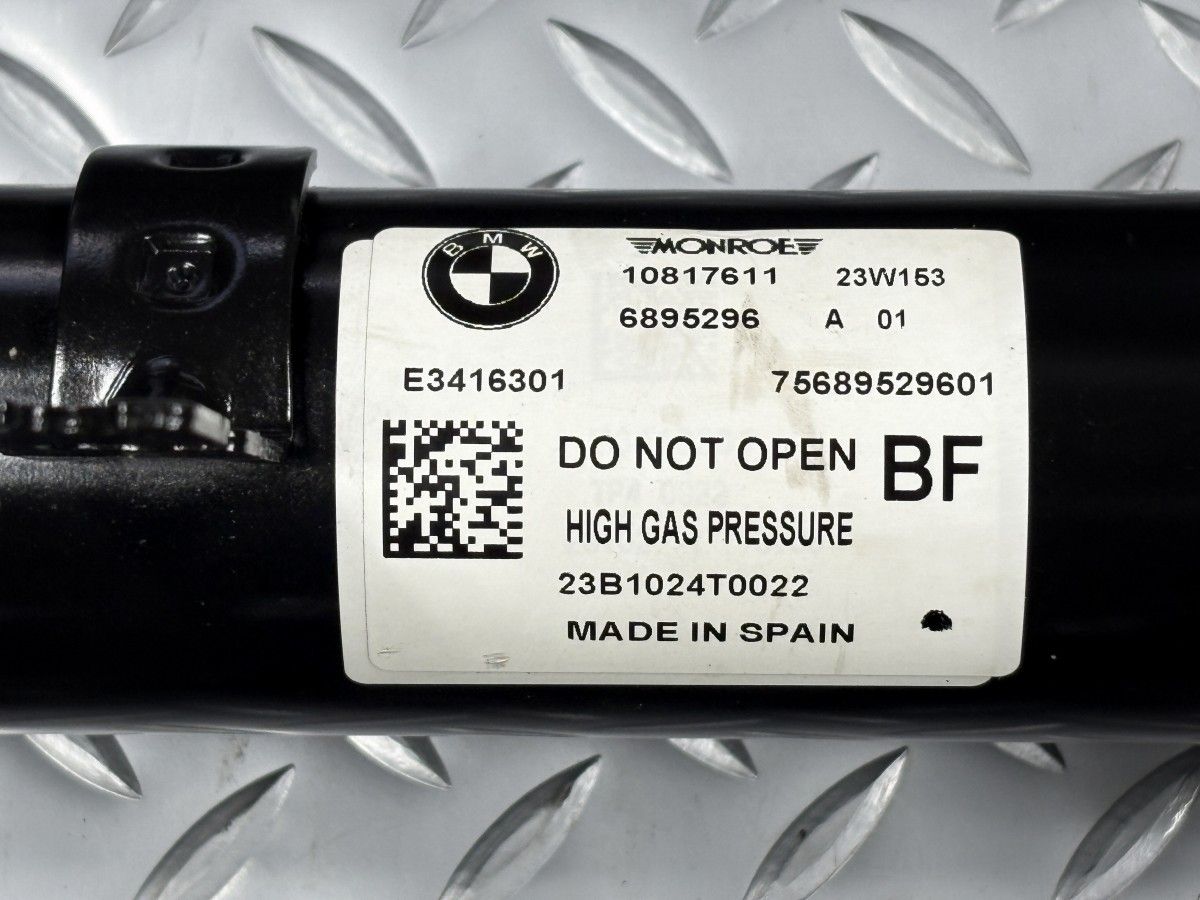 BMW
MONROE
10817611 23W153
6895296 A 01
E3416301 75689529601
DO NOT OPEN BF
HIGH GAS PRESSURE
23B1024T0022
MADE IN SPAIN